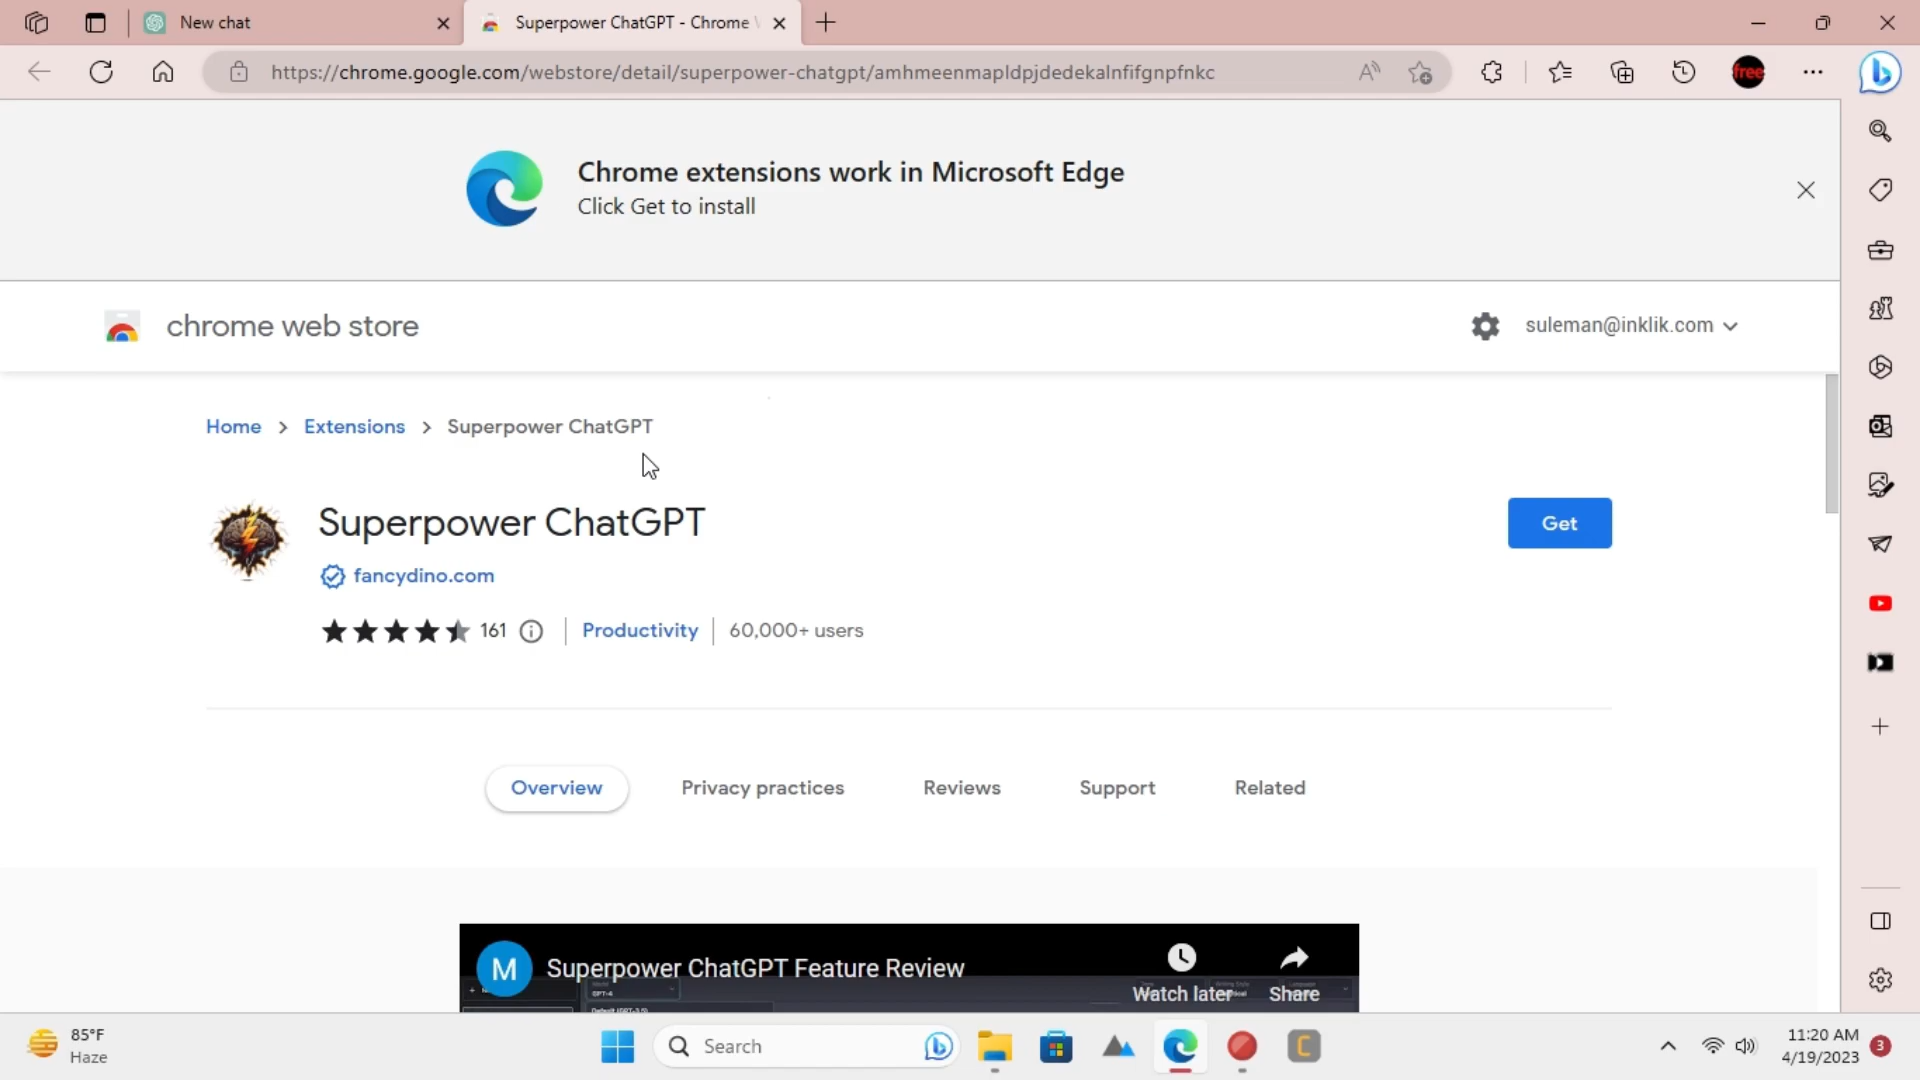 New chat
Superpower ChatGPT - Chrome
https://chrome.google.com/webstore/detail/superpower-chatgpt/amhmeenmapldpjdedekalnfifgnpfnkc
free
Chrome extensions work in Microsoft Edge
Click Get to install
chrome web store
suleman@inklik.com
Home > Extensions > Superpower ChatGPT
Superpower ChatGPT
Get
fancydino.com
161
Productivity
60,000+ users
Overview
Privacy practices
Reviews
Support
Related
M
Superpower ChatGPT Feature Review
Watch later
Share
GPT-4
85°F
Haze
Search
C
11:20 AM
4/19/2023
3